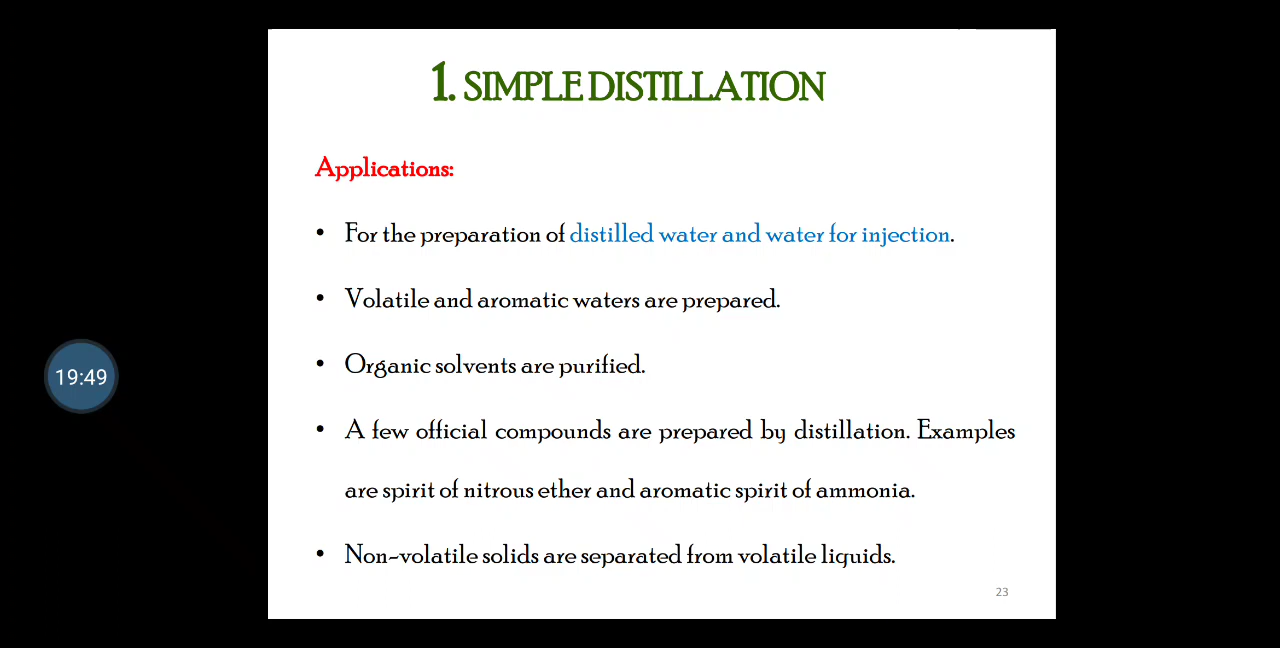 1. SIMPLE DISTILLATION
Applications:
• For the preparation of distilled water and water for injection.
• Volatile and aromatic waters are prepared.
• Organic solvents are purified.
• A few official compounds are prepared by distillation. Examples
are spirit of nitrous ether and aromatic spirit of ammonia.
• Non-volatile solids are separated from volatile liquids.
19:49
23